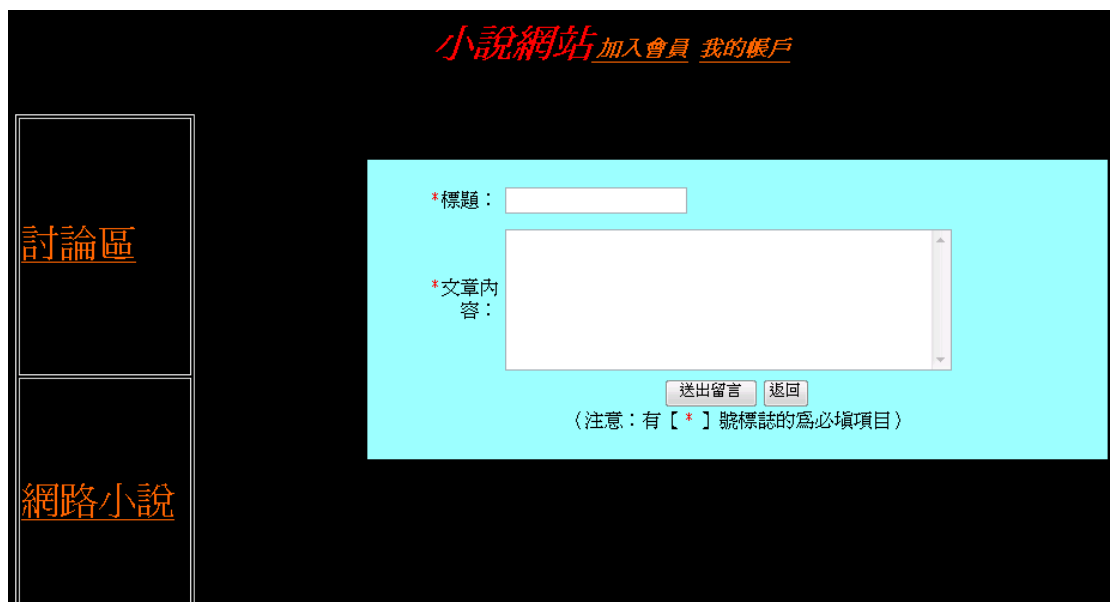 小說網站加入會員 我的帳戶
討論區
網路小說
*標題：
*文章內
容：
送出留言 返回
（注意：有【*】號標誌的為必填項目）